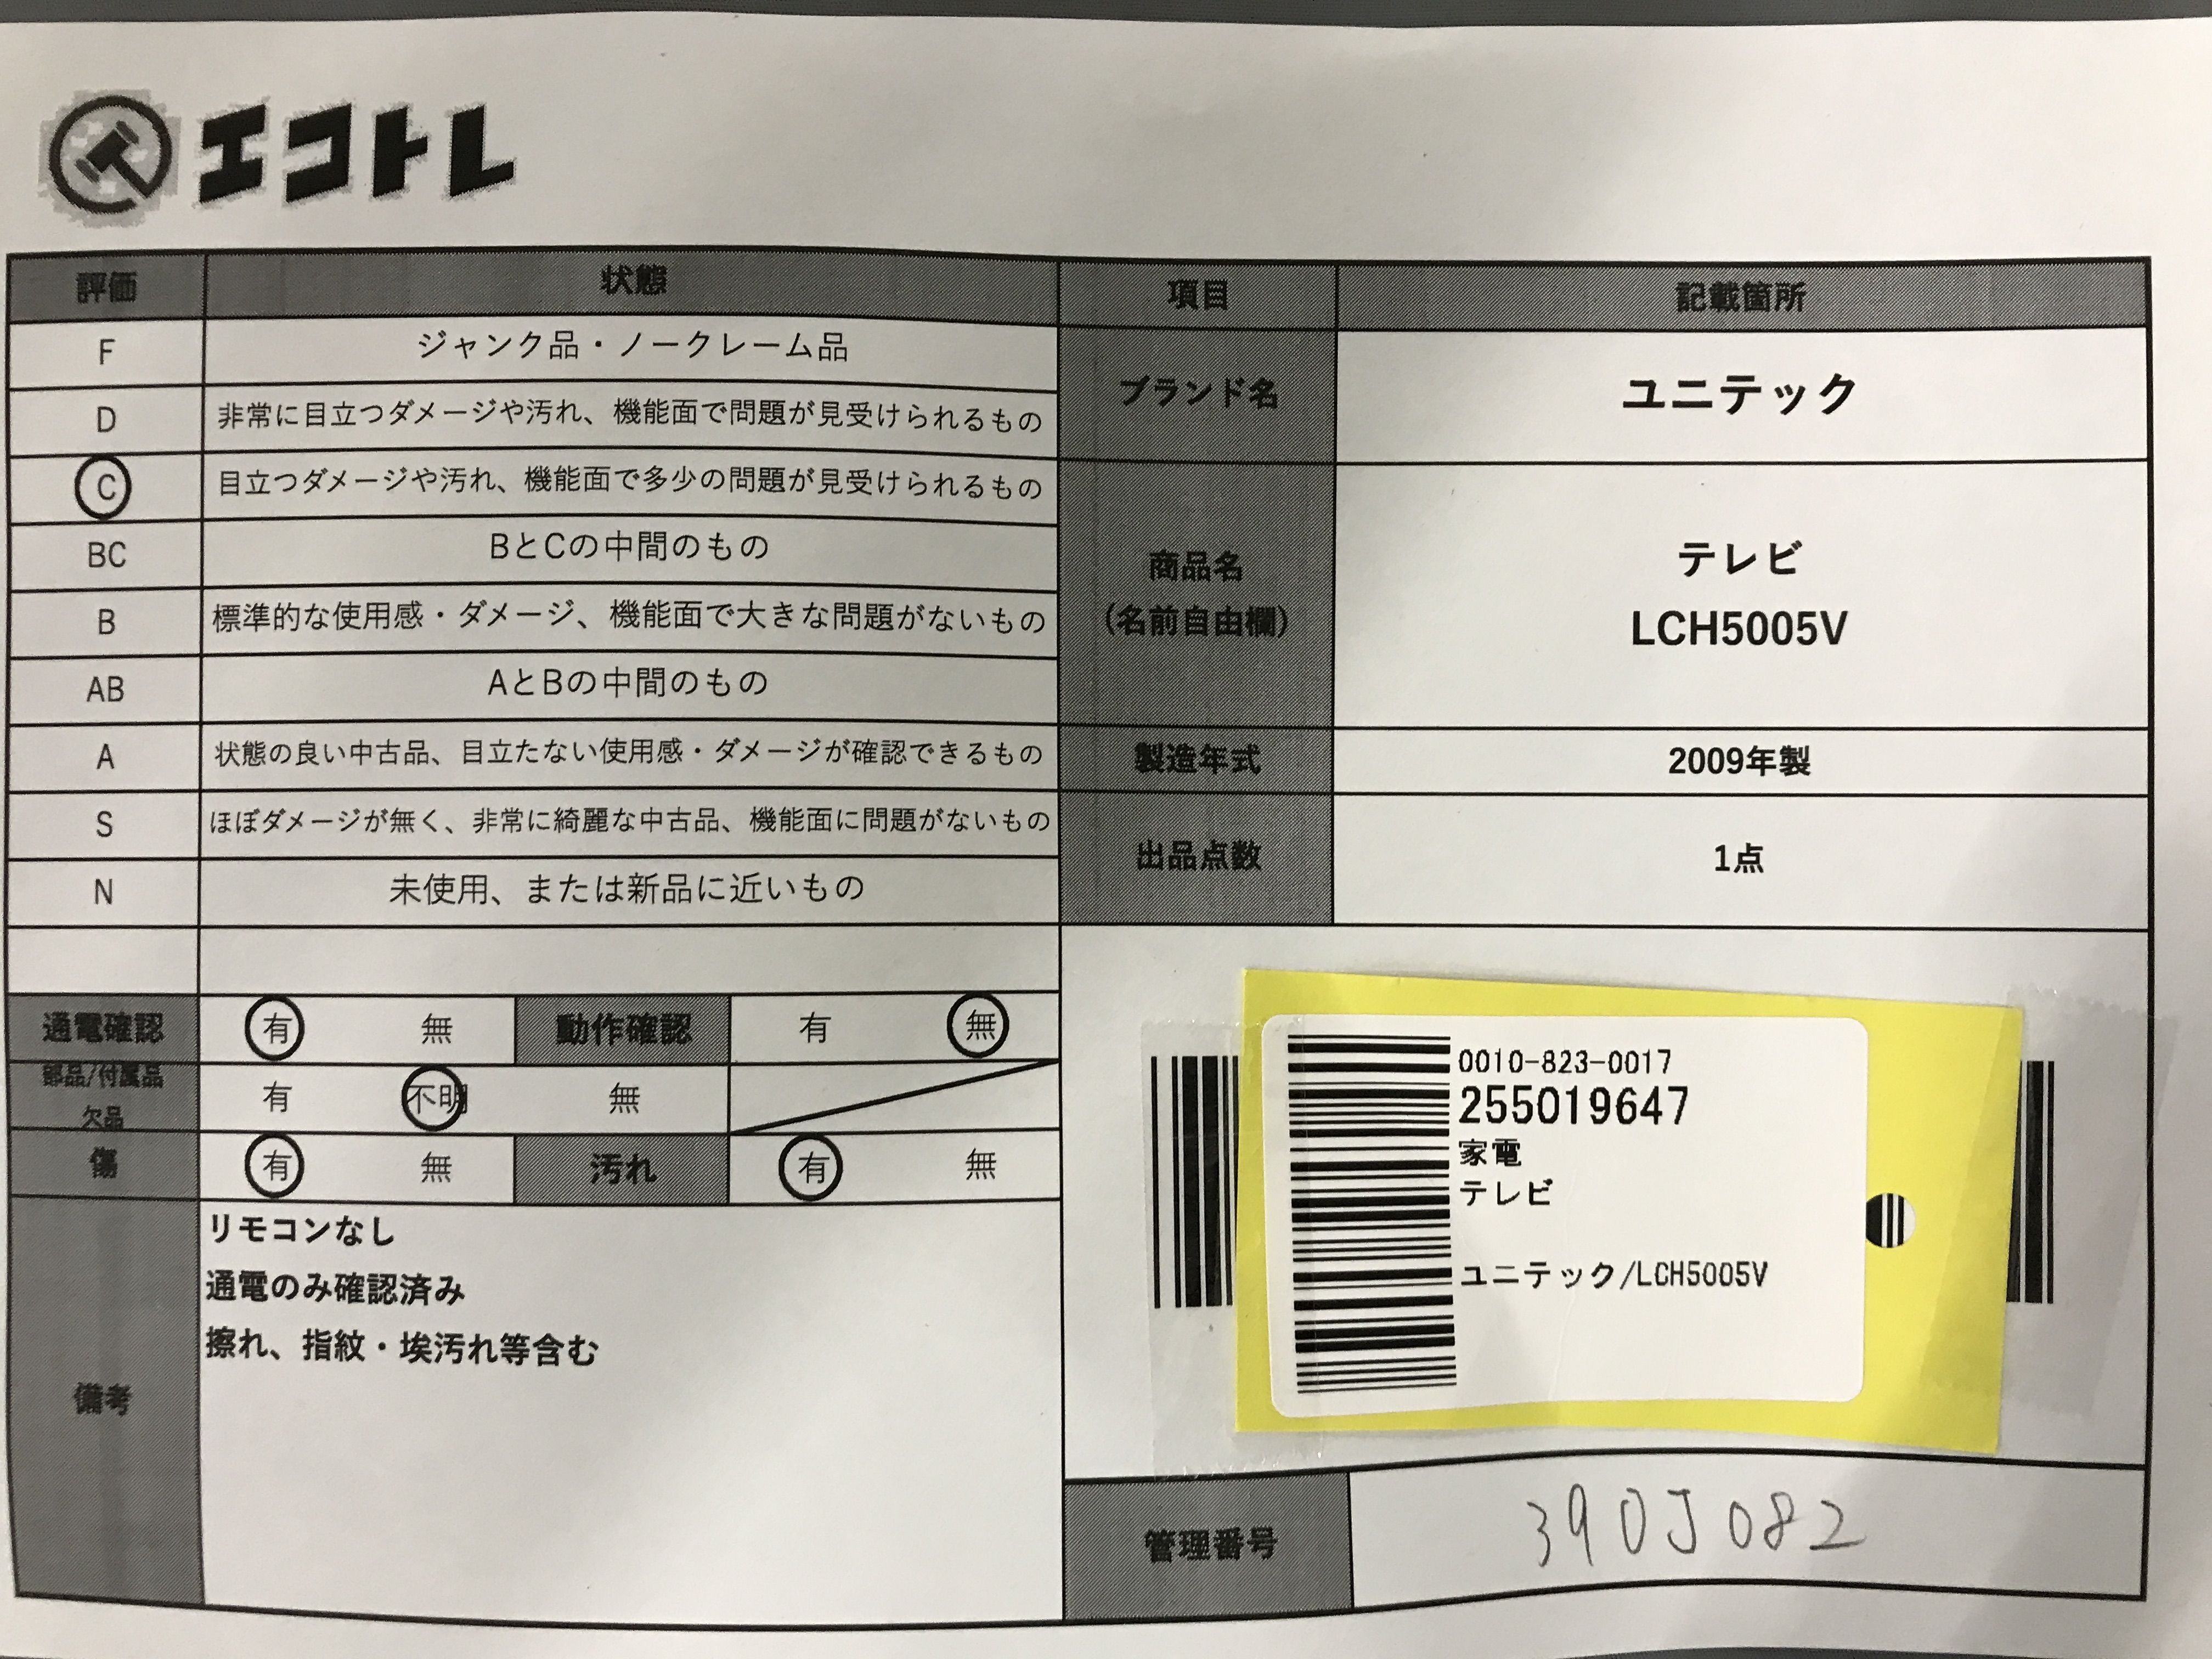 エコトレ
評価 状態 項目 記載箇所
F ジャンク品・ノークレーム品
D 非常に目立つダメージや汚れ、機能面で問題が見受けられるもの
C 目立つダメージや汚れ、機能面で多少の問題が見受けられるもの
BC BとCの中間のもの
B 標準的な使用感・ダメージ、機能面で大きな問題がないもの
AB AとBの中間のもの
A 状態の良い中古品、目立たない使用感・ダメージが確認できるもの
S ほぼダメージが無く、非常に綺麗な中古品、機能面に問題がないもの
N 未使用、または新品に近いもの
ブランド名 ユニテック
商品名
(名前自由欄)
テレビ
LCH5005V
製造年式 2009年製
出品点数 1点
通電確認 有 無 動作確認 有 無
部品/付属品
欠品
有 不明 無
傷 有 無 汚れ 有 無
備考
リモコンなし
通電のみ確認済み
擦れ、指紋・埃汚れ等含む
0010-823-0017
255019647
家電
テレビ
ユニテック/LCH5005V
管理番号 390J082